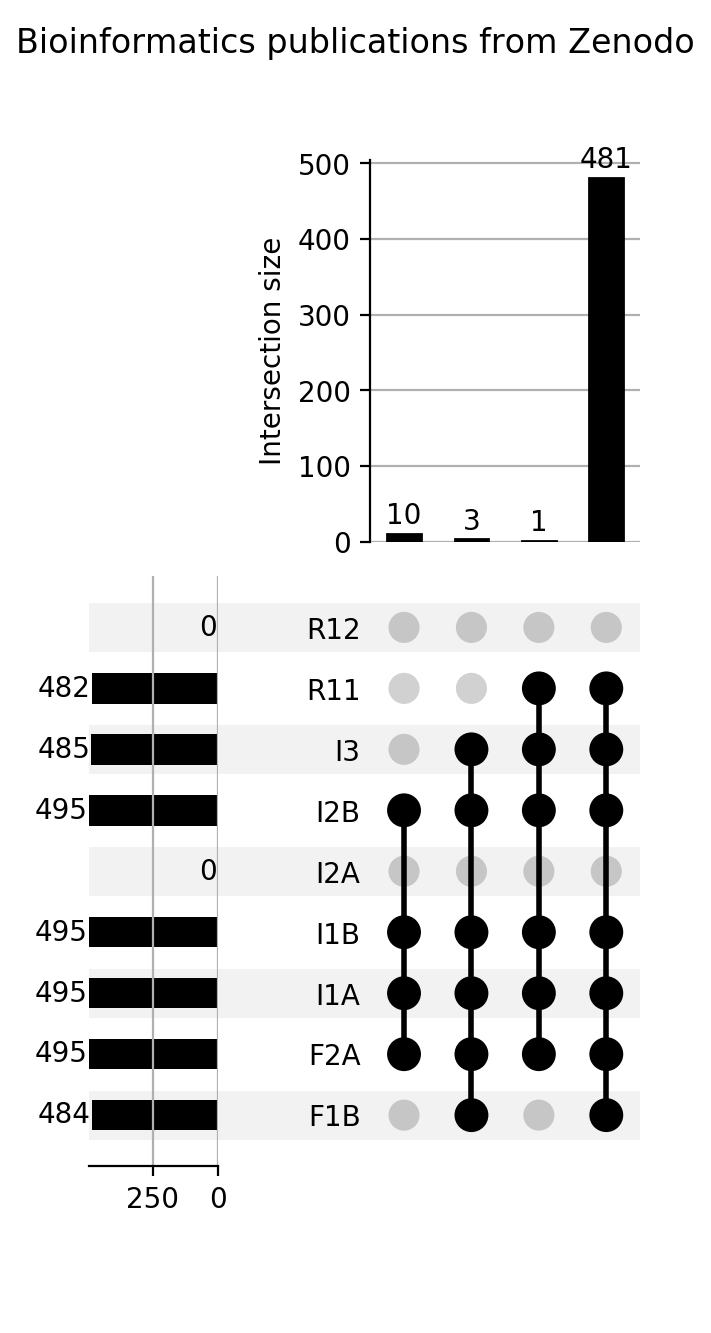 Bioinformatics publications from Zenodo
Intersection size
500
400
300
200
100
0
10
3
1
481
0 R12
482 R11
485 I3
495 I2B
0 I2A
495 I1B
495 I1A
495 F2A
484 F1B
250 0